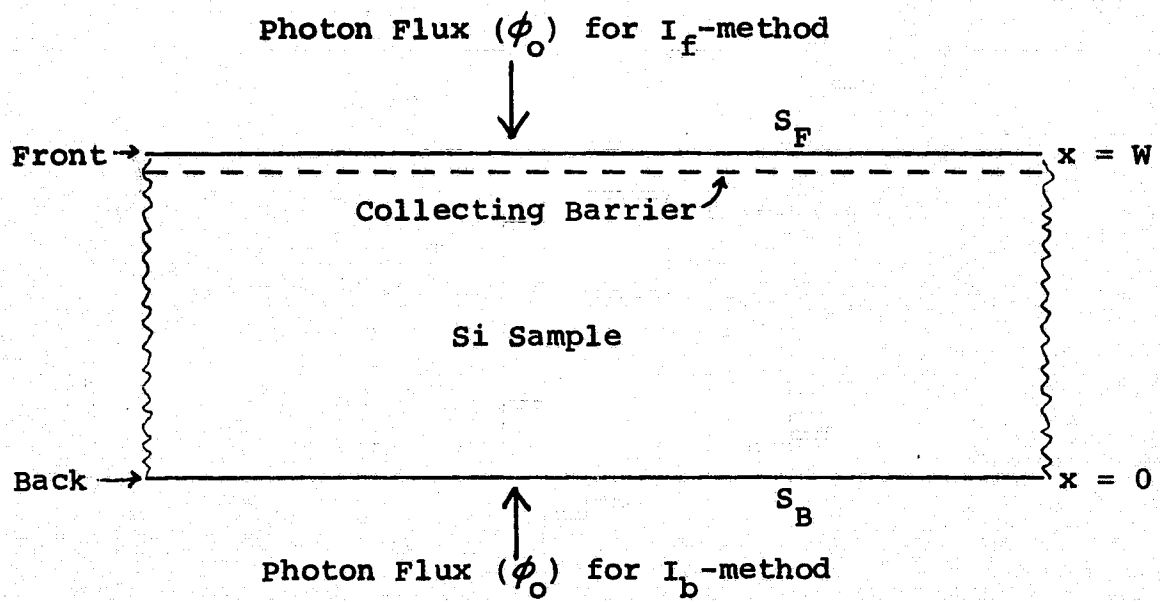 Photon Flux (ϕo) for If-method
SF
Front
x = W
Collecting Barrier
Si Sample
Back
x = 0
SB
Photon Flux (ϕo) for Ib-method